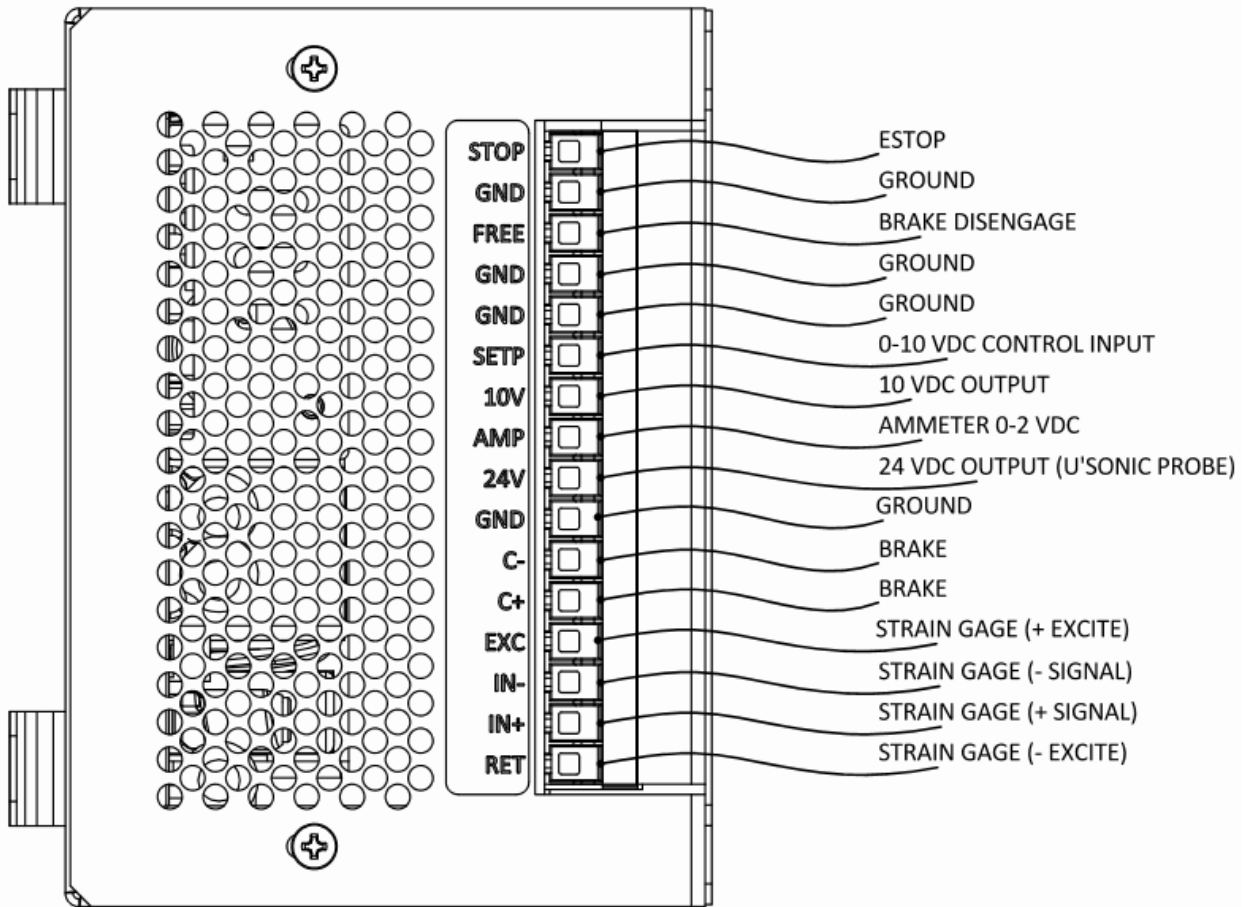 STOP ESTOP
GND GROUND
FREE BRAKE DISENGAGE
GND GROUND
GND GROUND
SETP 0-10 VDC CONTROL INPUT
10V 10 VDC OUTPUT
AMP AMMETER 0-2 VDC
24V 24 VDC OUTPUT (U'SONIC PROBE)
GND GROUND
C- BRAKE
C+ BRAKE
EXC STRAIN GAGE (+ EXCITE)
IN- STRAIN GAGE (- SIGNAL)
IN+ STRAIN GAGE (+ SIGNAL)
RET STRAIN GAGE (- EXCITE)